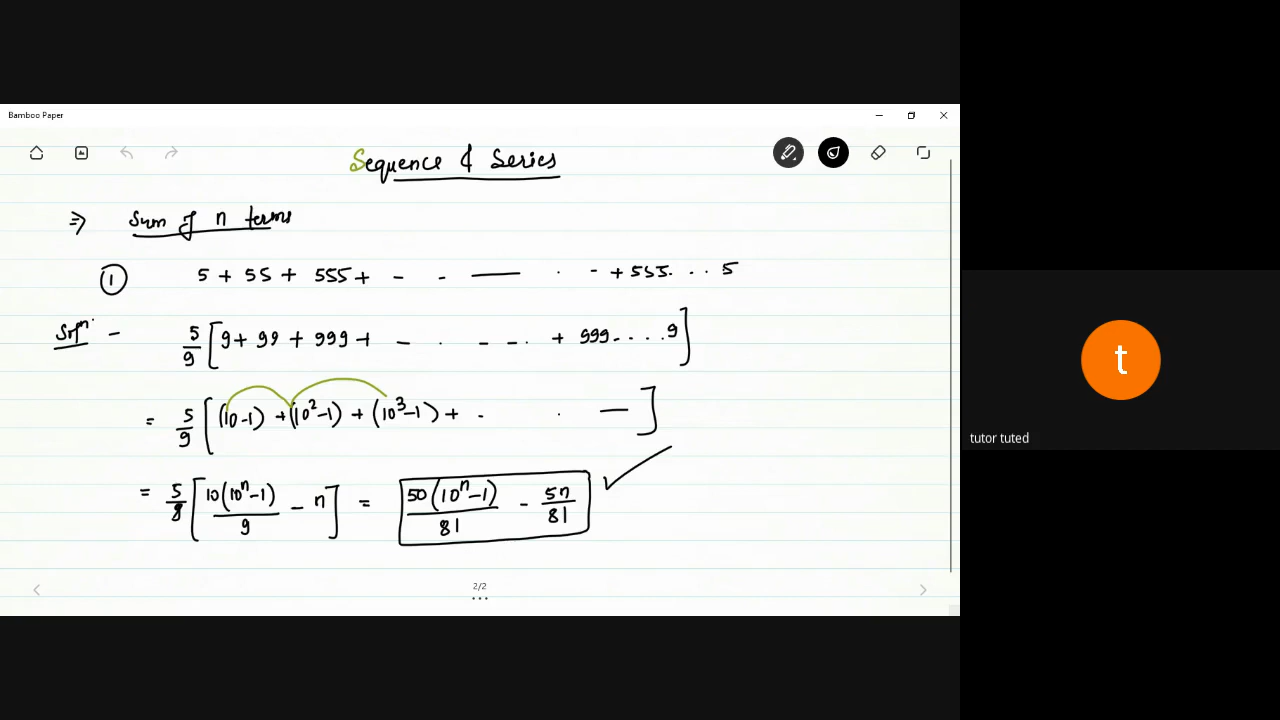 Bamboo Paper
Sequence & Series
⇒ Sum of n terms
① 5 + 55 + 555 + - - — . - + 555. . . . 5
Solⁿ. - 5/9 [9 + 99 + 999 + - . - - . + 999. . . . . 9]
= 5/9 [(10-1) + (10²-1) + (10³-1) + - . —]
= 5/9 [10(10ⁿ-1)/9 - n] = 50(10ⁿ-1)/81 - 5n/81 ✓
2/2
t
tutor tuted